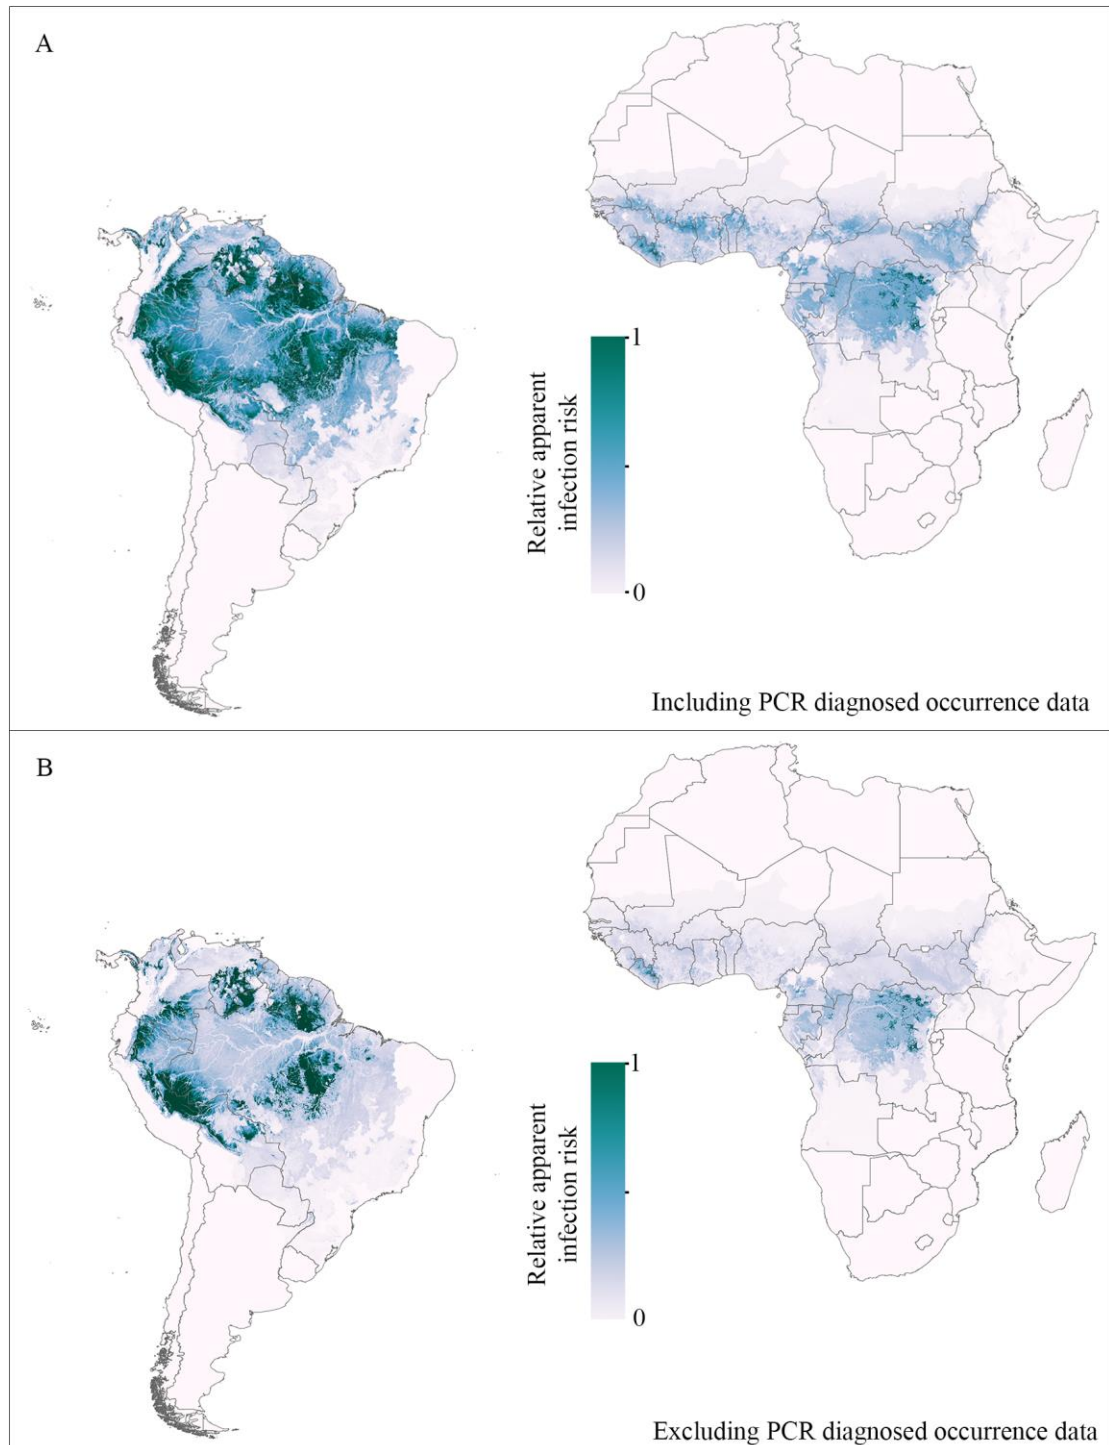 A
1
Relative apparent
infection risk
0
Including PCR diagnosed occurrence data
B
1
Relative apparent
infection risk
0
Excluding PCR diagnosed occurrence data